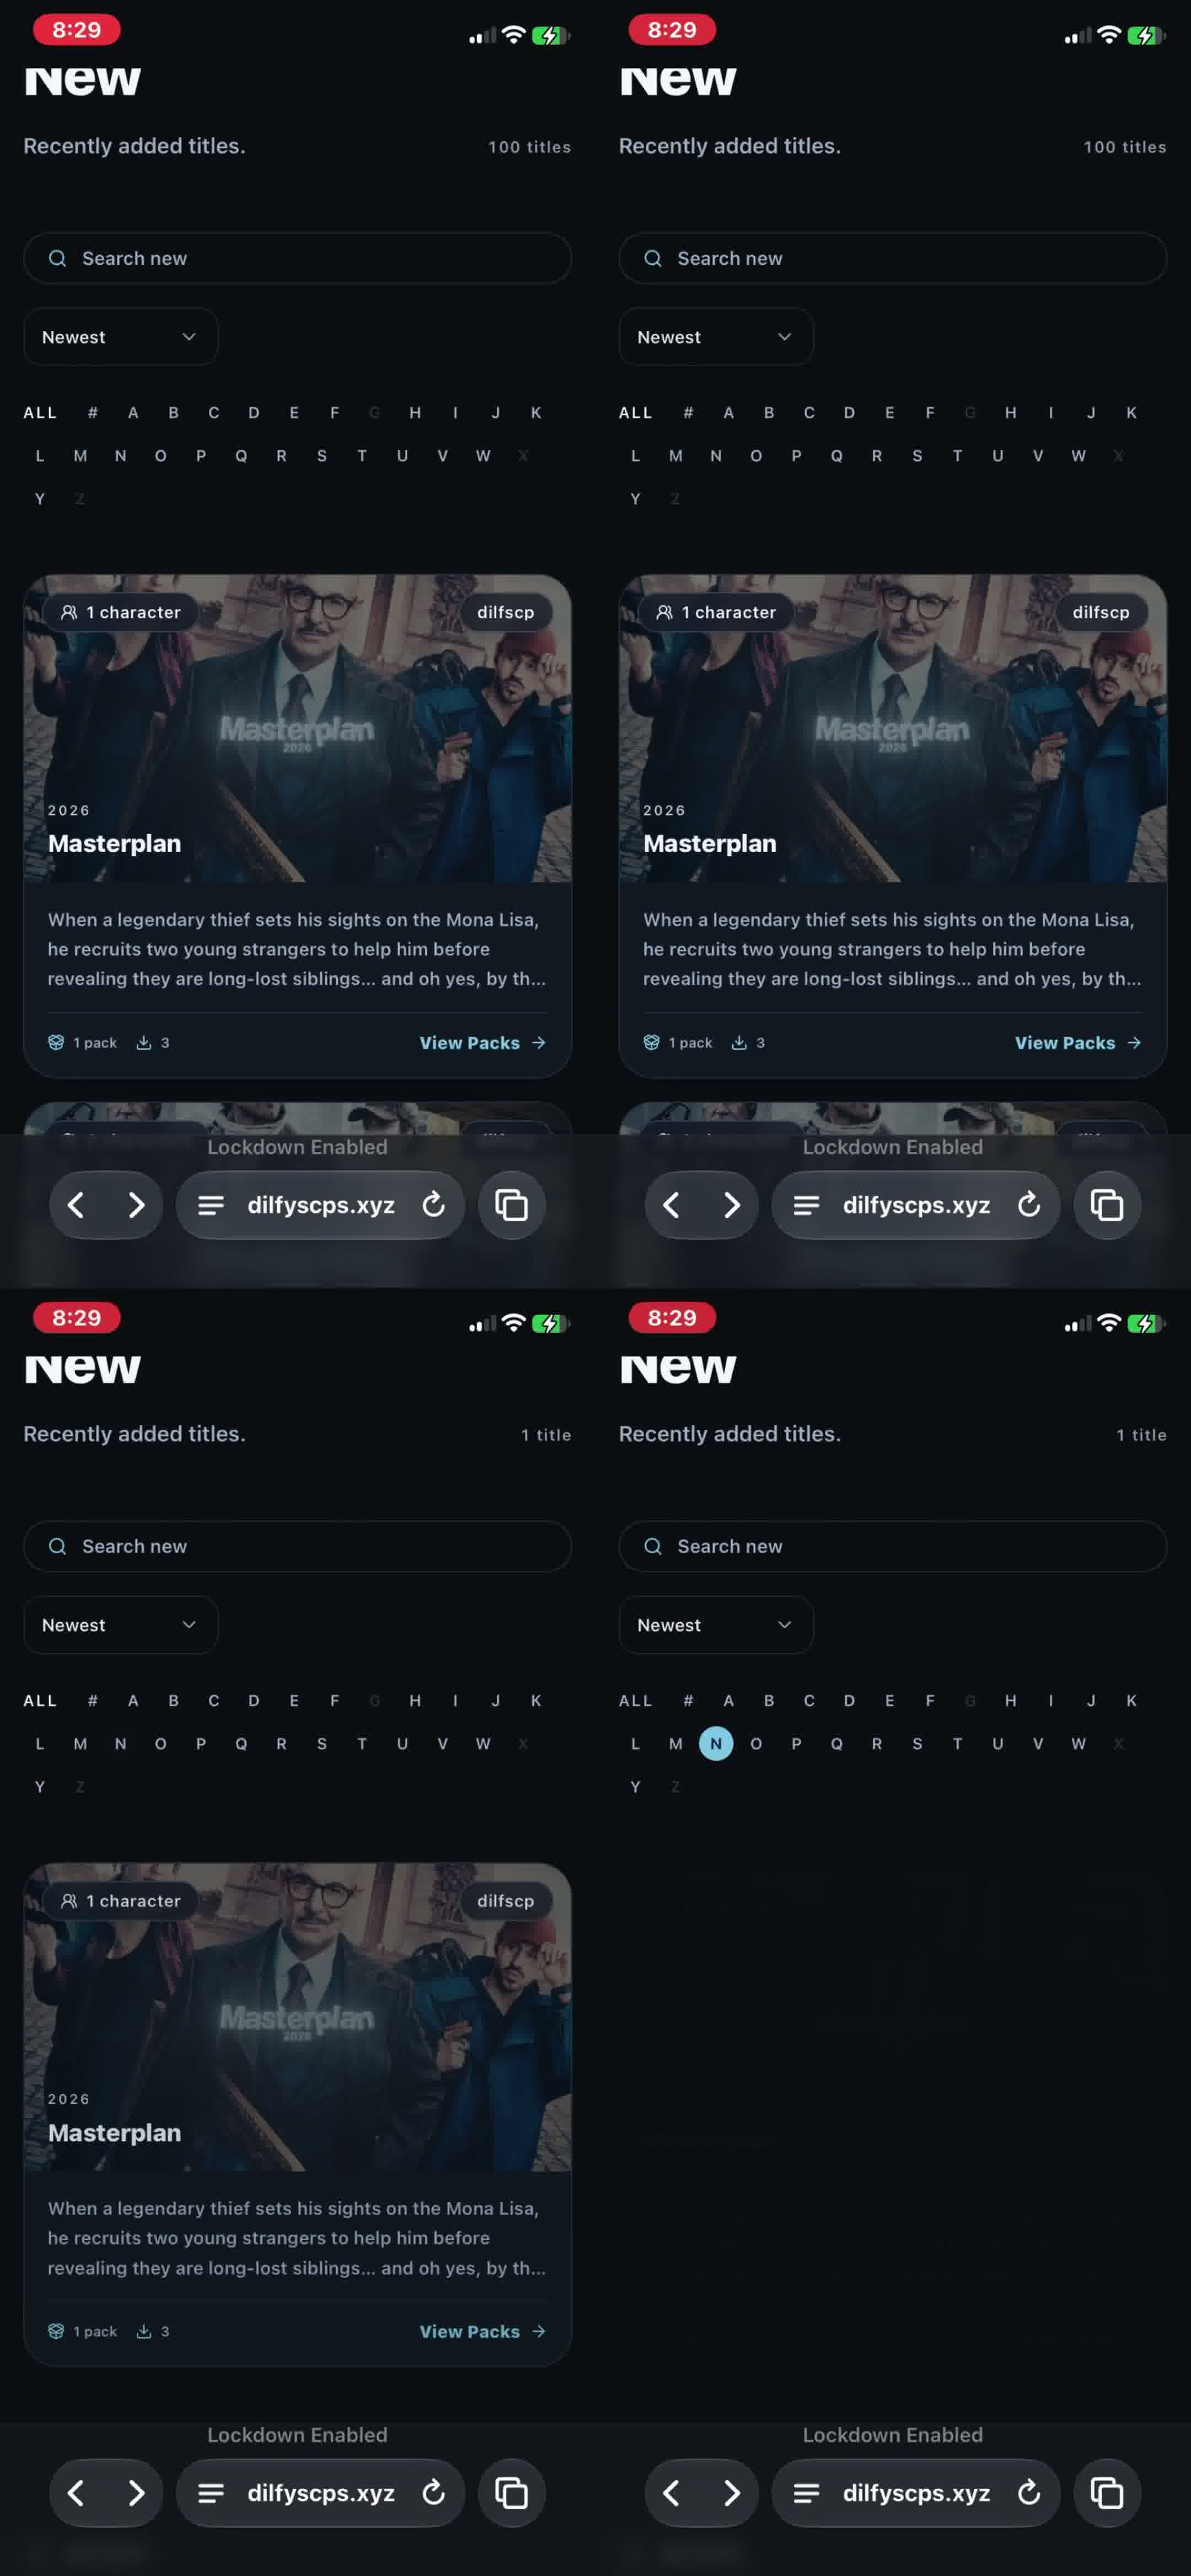 8:29
New
Recently added titles.
100 titles
Search new
Newest
ALL # A B C D E F G H I J K
L M N O P Q R S T U V W X
Y Z
1 character
dilfscp
Masterplan
2026
2026
Masterplan
When a legendary thief sets his sights on the Mona Lisa,
he recruits two young strangers to help him before
revealing they are long-lost siblings... and oh yes, by th...
1 pack
3
View Packs →
Lockdown Enabled
dilfyscps.xyz
8:29
New
Recently added titles.
100 titles
Search new
Newest
ALL # A B C D E F G H I J K
L M N O P Q R S T U V W X
Y Z
1 character
dilfscp
Masterplan
2026
2026
Masterplan
When a legendary thief sets his sights on the Mona Lisa,
he recruits two young strangers to help him before
revealing they are long-lost siblings... and oh yes, by th...
1 pack
3
View Packs →
Lockdown Enabled
dilfyscps.xyz
8:29
New
Recently added titles.
1 title
Search new
Newest
ALL # A B C D E F G H I J K
L M N O P Q R S T U V W X
Y Z
1 character
dilfscp
Masterplan
2026
2026
Masterplan
When a legendary thief sets his sights on the Mona Lisa,
he recruits two young strangers to help him before
revealing they are long-lost siblings... and oh yes, by th...
1 pack
3
View Packs →
Lockdown Enabled
dilfyscps.xyz
8:29
New
Recently added titles.
1 title
Search new
Newest
ALL # A B C D E F G H I J K
L M N O P Q R S T U V W X
Y Z
Lockdown Enabled
dilfyscps.xyz